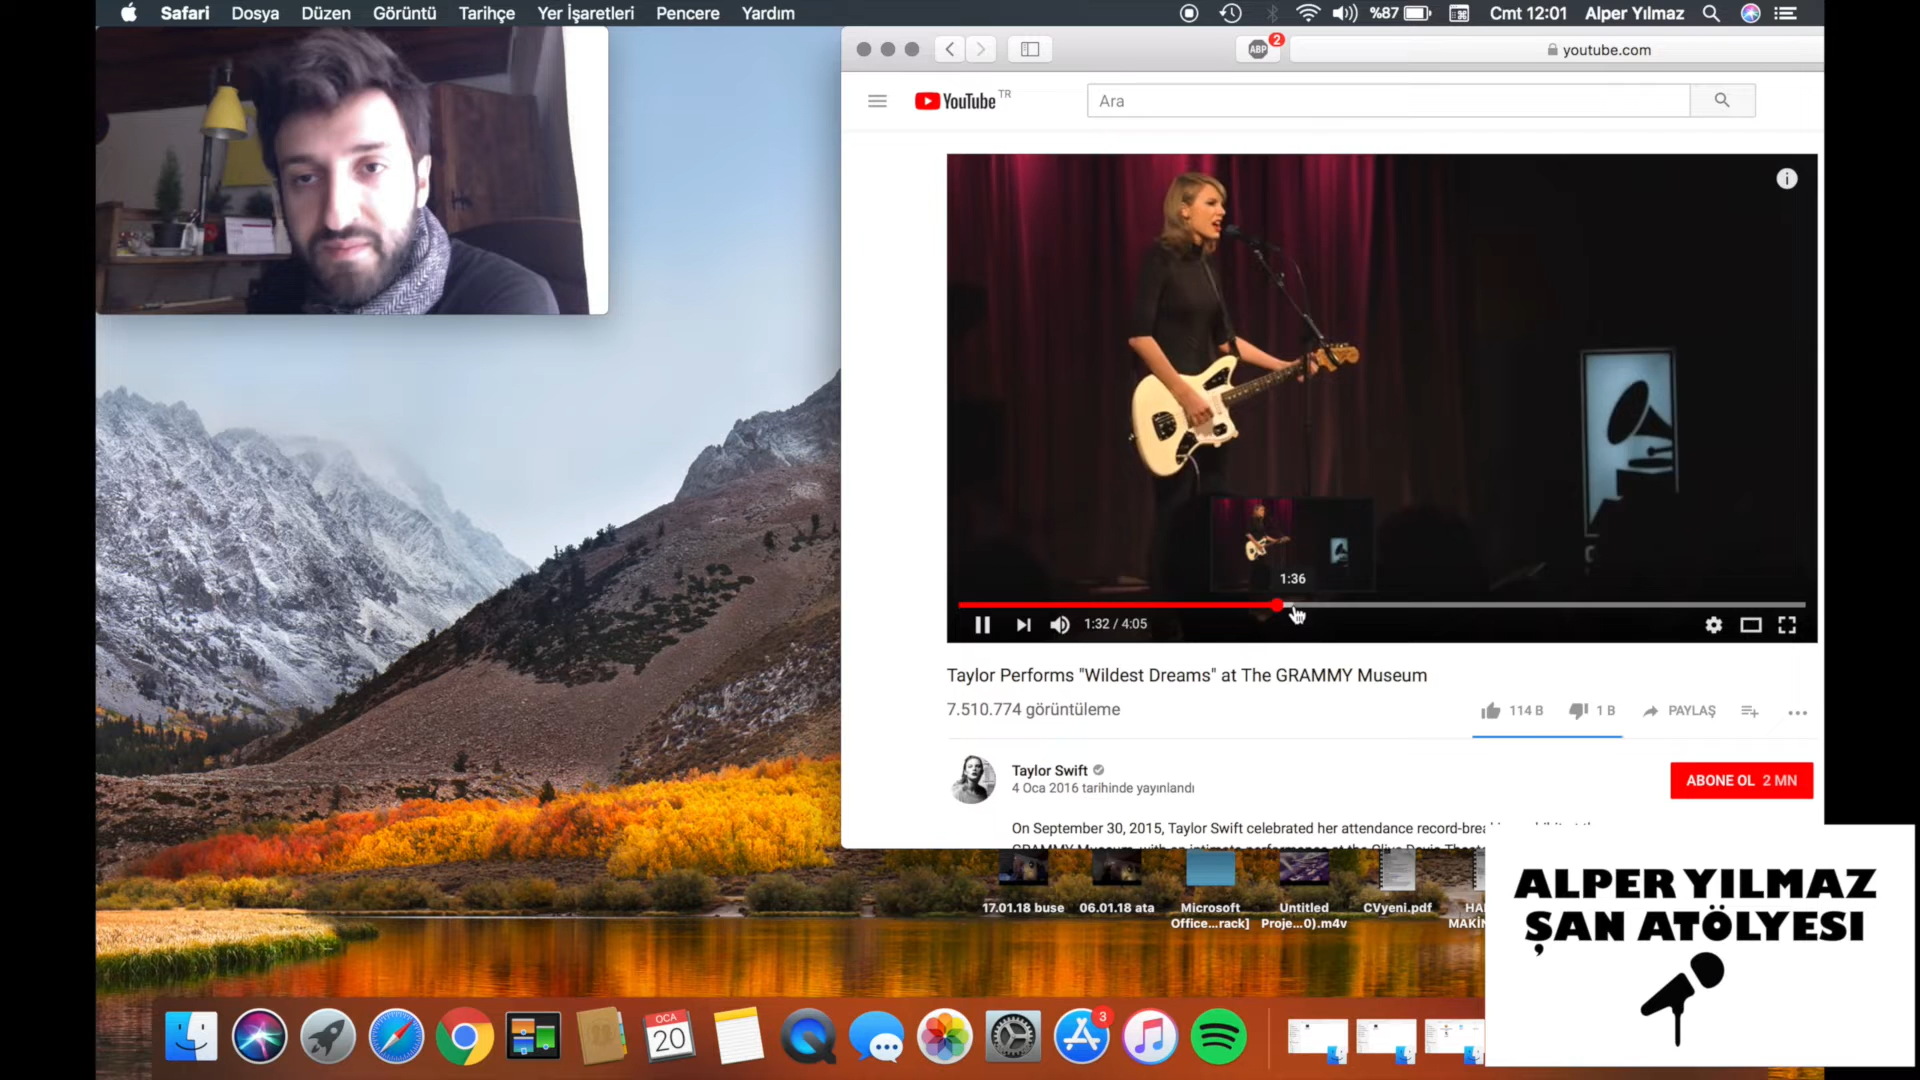 Safari Dosya Düzen Görüntü Tarihçe Yer İşaretleri Pencere Yardım
%87 Cmt 12:01 Alper Yılmaz
ABP 2
youtube.com
YouTube TR
Ara
1:36
1:32 / 4:05
Taylor Performs "Wildest Dreams" at The GRAMMY Museum
7.510.774 görüntüleme
114 B 1 B PAYLAŞ
Taylor Swift
4 Oca 2016 tarihinde yayınlandı
ABONE OL 2 MN
On September 30, 2015, Taylor Swift celebrated her attendance
17.01.18 buse
06.01.18 ata
Microsoft
Office...rack]
Untitled
Proje...0).m4v
CVyeni.pdf
ALPER YILMAZ
ŞAN ATÖLYESI
OCA
20
3